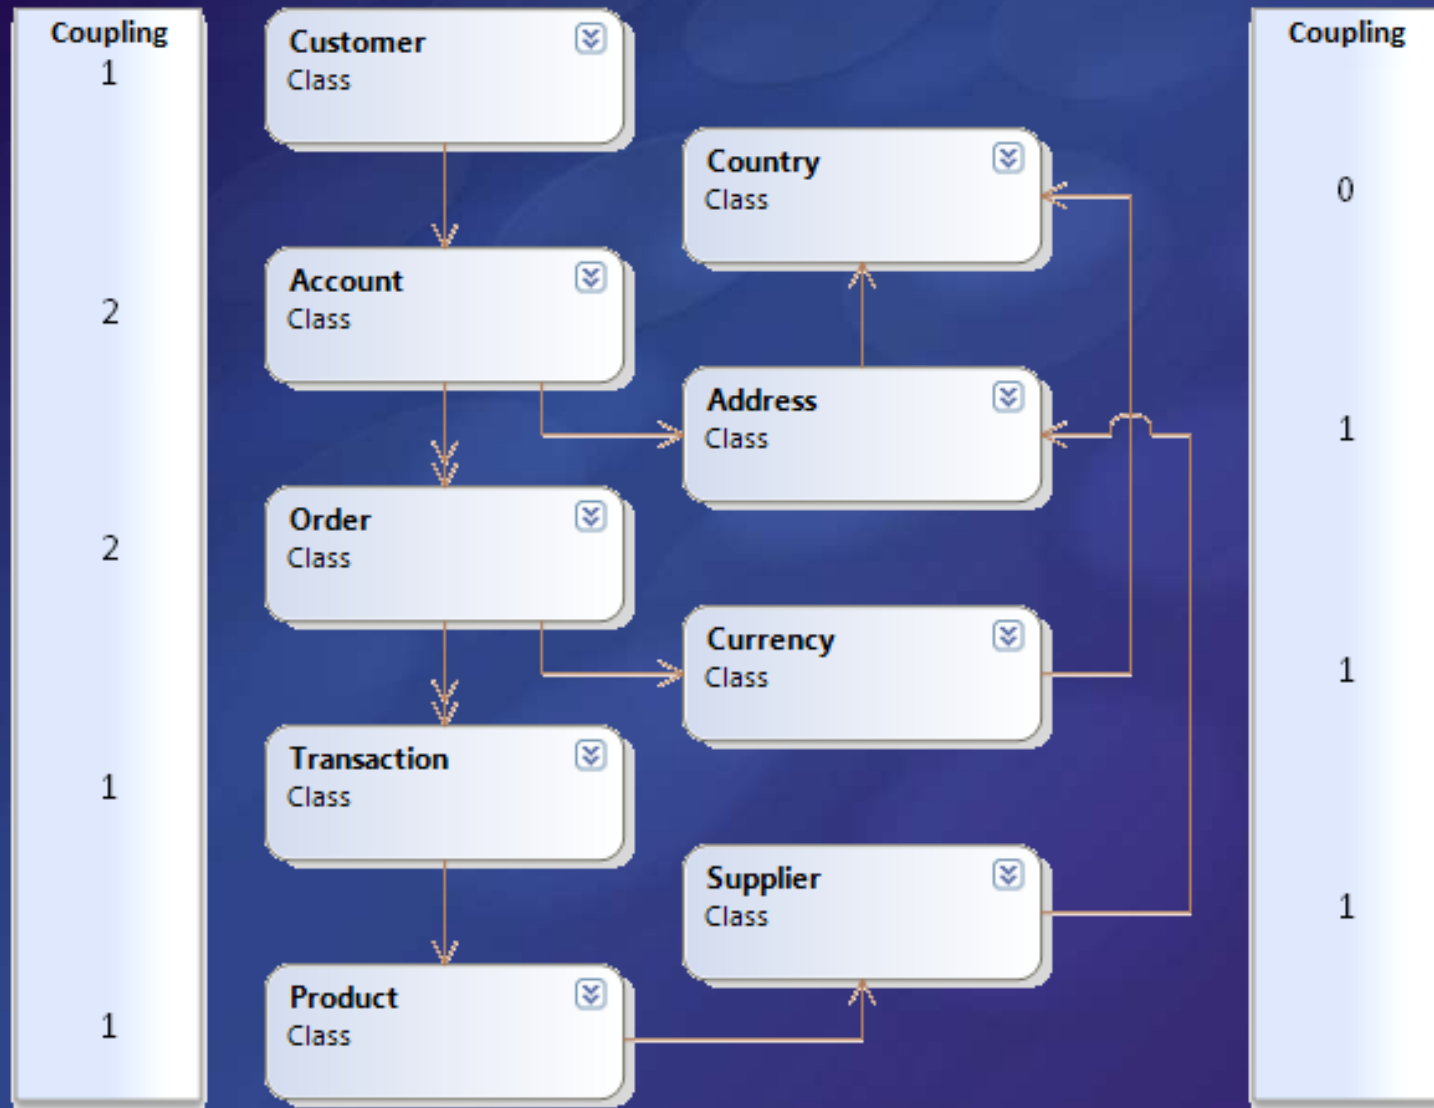 Coupling
1
2
2
1
1
Customer
Class
Account
Class
Order
Class
Transaction
Class
Product
Class
Country
Class
Address
Class
Currency
Class
Supplier
Class
Coupling
0
1
1
1